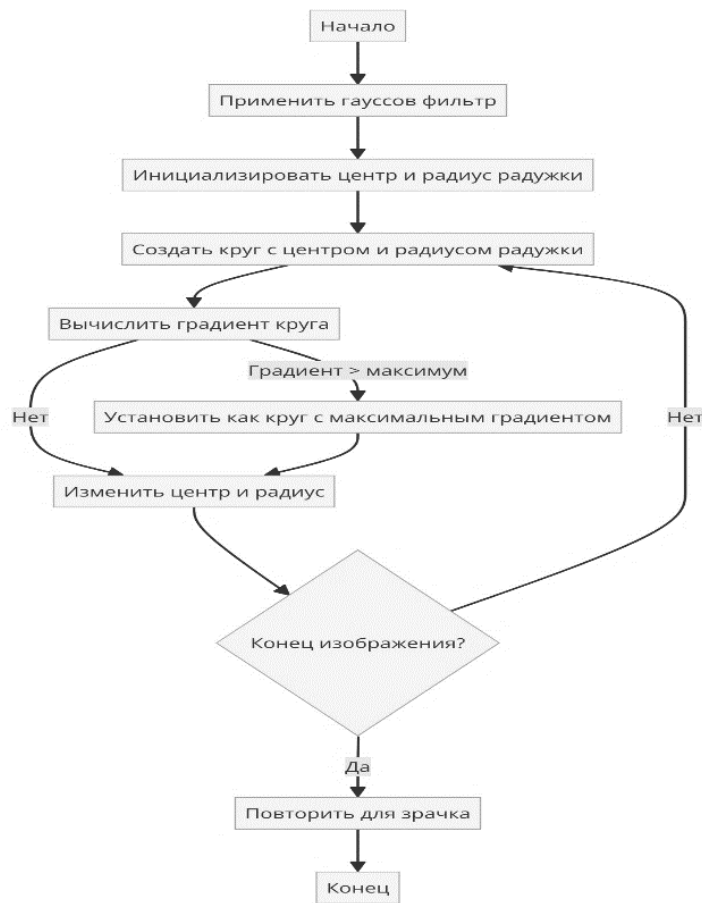 Начало
Применить гауссов фильтр
Инициализировать центр и радиус радужки
Создать круг с центром и радиусом радужки
Вычислить градиент круга
Градиент > максимум
Нет
Установить как круг с максимальным градиентом
Нет
Изменить центр и радиус
Конец изображения?
Да
Повторить для зрачка
Конец